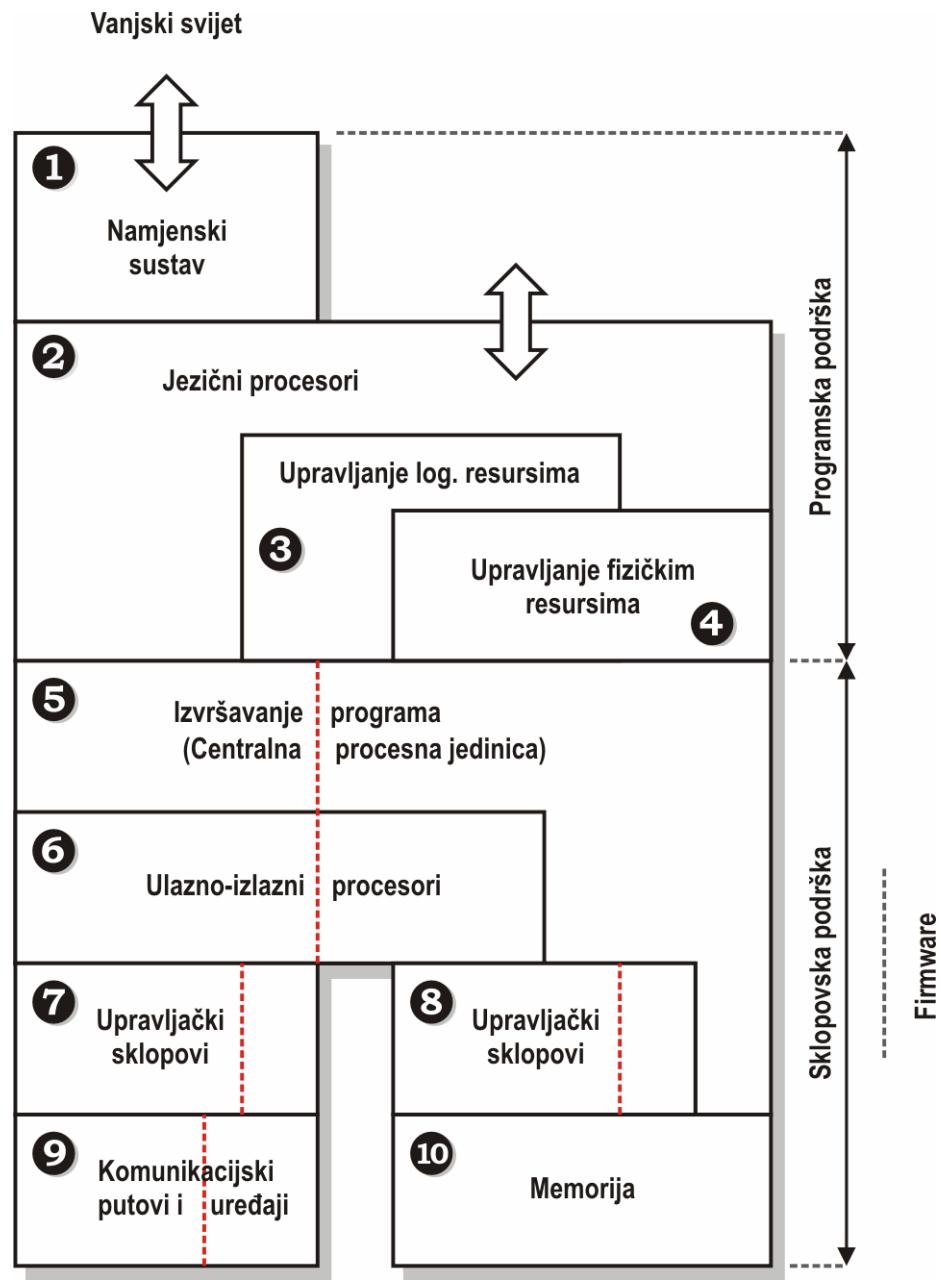 Vanjski svijet
1
Namjenski
sustav
2
Jezični procesori
Upravljanje log. resursima
3
Upravljanje fizičkim
resursima
4
Programska podrška
5
Izvršavanje programa
(Centralna procesna jedinica)
6
Ulazno-izlazni procesori
7
Upravljački
sklopovi
8
Upravljački
sklopovi
9
Komunikacijski
putovi i uređaji
10
Memorija
Sklopovska podrška
Firmware